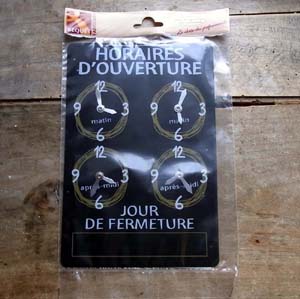 HORAIRES
D'OUVERTURE
12 12
9 3 9 3
matin matin
6 6
12 12
9 3 9 3
après-midi après-midi
6 6
JOUR
DE FERMETURE